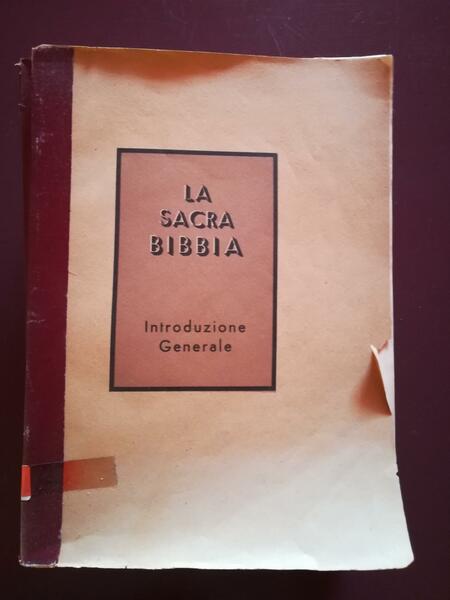 LA
SACRA
BIBBIA
Introduzione
Generale